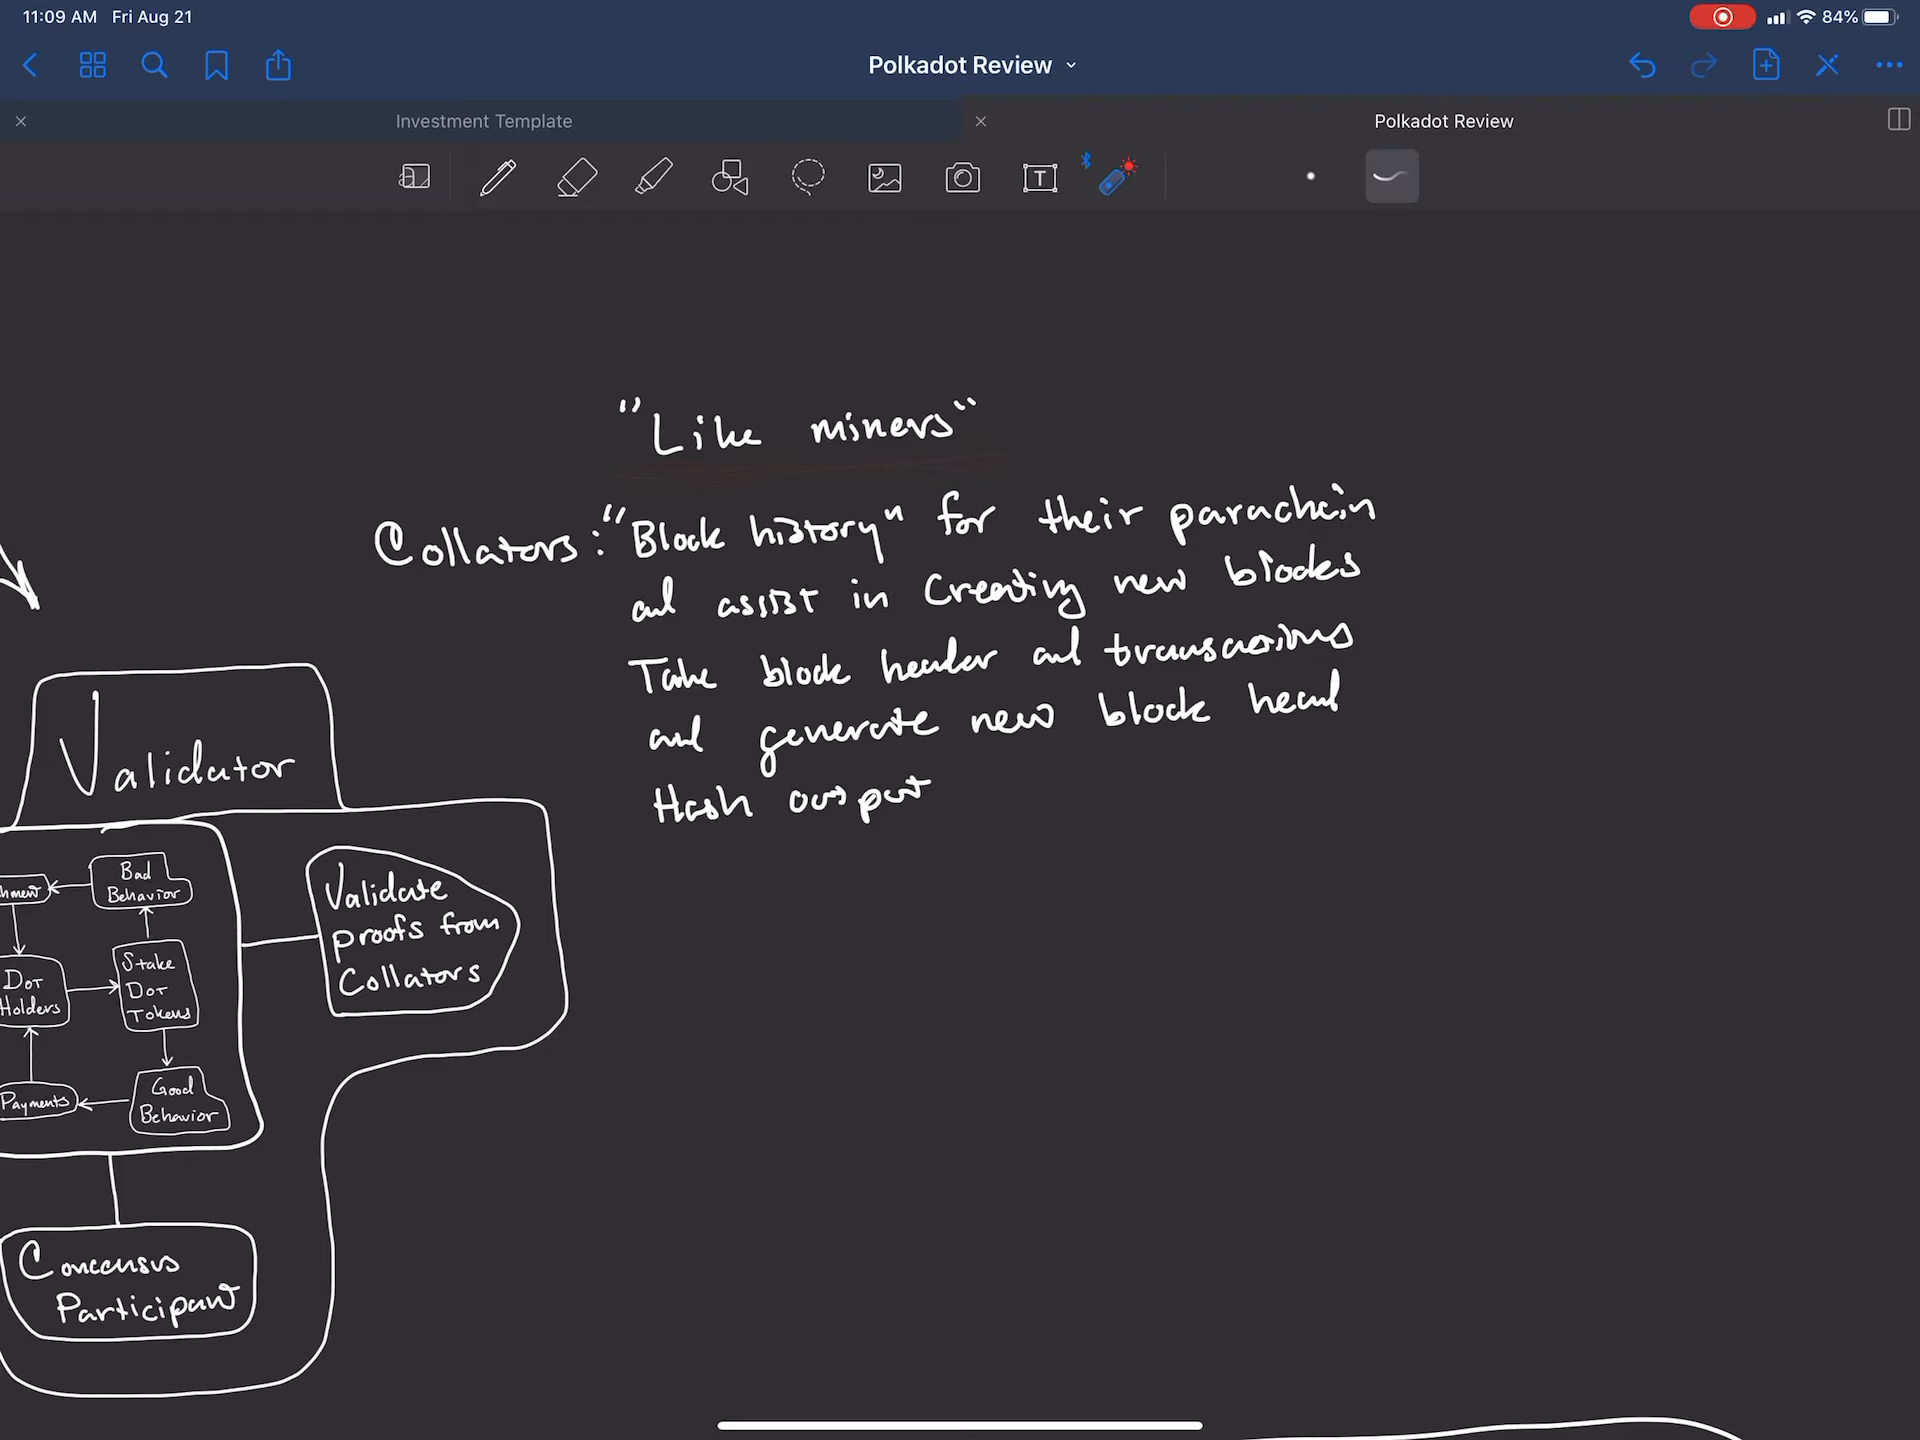 11:09 AM Fri Aug 21
84%
Polkadot Review
Investment Template
Polkadot Review
T
"Like miners"
Collators: "Block history" for their parachain
and assist in Creating new blocks
Take block header and transactions
and generate new block head
Hash output
Validator
Bad
Behavior
Stake
Dot
Tokens
Dot
Holders
Good
Behavior
Payments
Validate
proofs from
Collators
Concensus
Participant